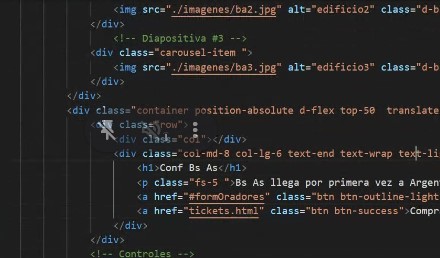 <img src="./imagenes/ba2.jpg" alt="edificio2" class="d-b
</div>
<!-- Diapositiva #3 -->
<div class="carousel-item ">
<img src="./imagenes/ba3.jpg" alt="edificio3" class="d-b
</div>
</div>
<div class="container position-absolute d-flex top-50 translate
class="row">
<div class="col"></div>
<div class="col-md-8 col-lg-6 text-end text-wrap text-li
<h1>Conf Bs As</h1>
<p class="fs-5 ">Bs As llega por primera vez a Argen
<a href="#formOradores" class="btn btn-outline-light
<a href="tickets.html" class="btn btn-success">Compr
</div>
</div>
<!-- Controles -->